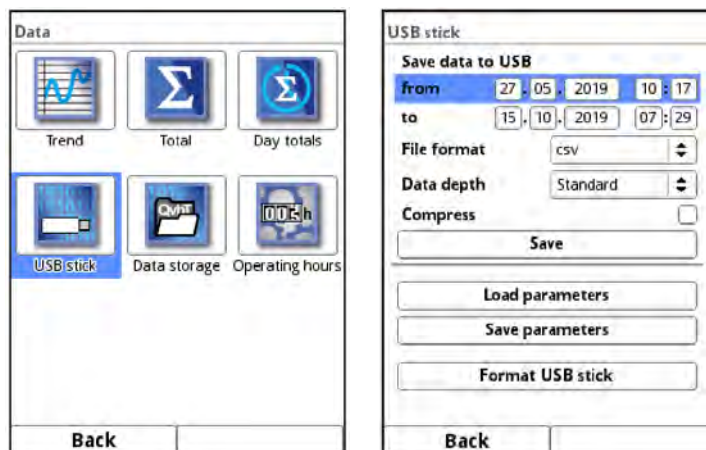 Data
Trend Total Day totals
QvhT 003h
USB stick Data storage Operating hours
Back
USB stick
Save data to USB
from 27 . 05 . 2019 10 : 17
to 15 . 10 . 2019 07 : 29
File format csv
Data depth Standard
Compress
Save
Load parameters
Save parameters
Format USB stick
Back